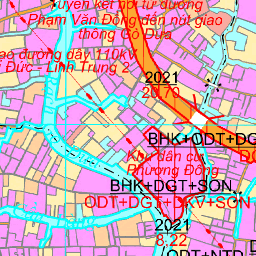 tuyến kết nối từ đường
Phạm Văn Đồng đến nút giao
thông Gò Dưa
đường dây 110kV
Đức - Linh Trung 2
2021
20.70
BHK+ODT+DG
Khu dân cư
Phương Đông
BHK+DGT+SON
ODT+DGT+DKV+SON
2021
8.22
ODT+NTD